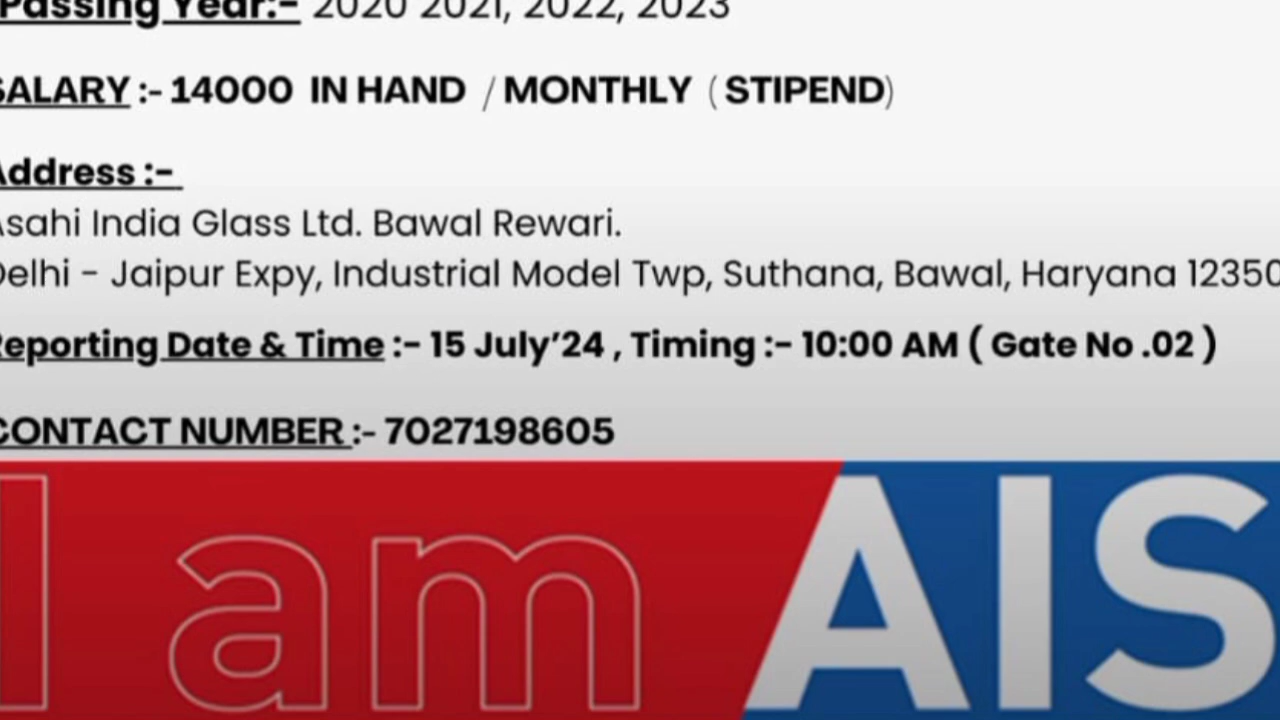 Passing Year:- 2020 2021, 2022, 2023
SALARY :- 14000 IN HAND / MONTHLY ( STIPEND)
Address :-
Asahi India Glass Ltd. Bawal Rewari.
Delhi - Jaipur Expy, Industrial Model Twp, Suthana, Bawal, Haryana 12350
Reporting Date & Time :- 15 July'24 , Timing :- 10:00 AM ( Gate No .02 )
CONTACT NUMBER :- 7027198605
I am AIS